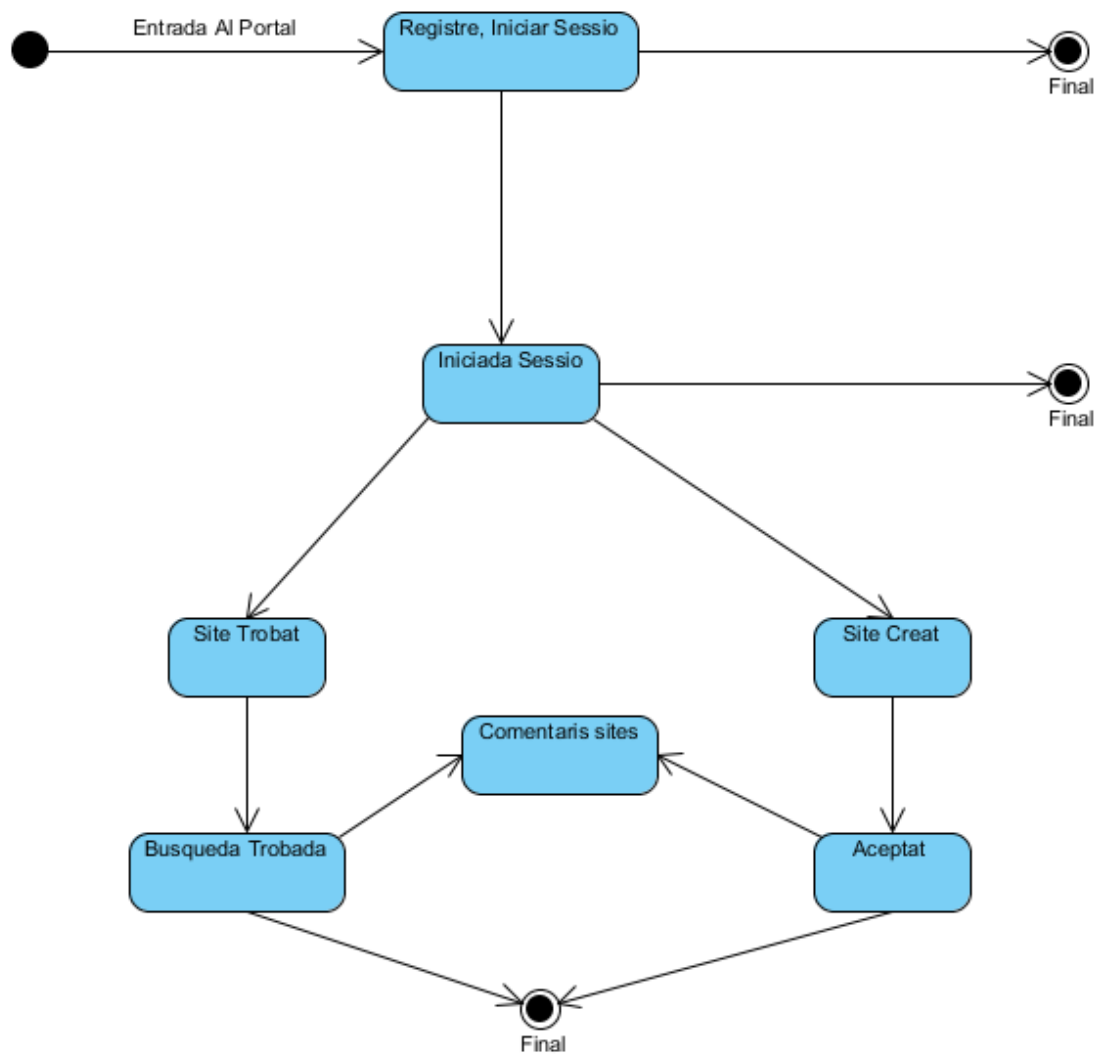 Entrada Al Portal
Registre, Iniciar Sessio
Final
Iniciada Sessio
Final
Site Trobat
Site Creat
Comentaris sites
Busqueda Trobada
Aceptat
Final